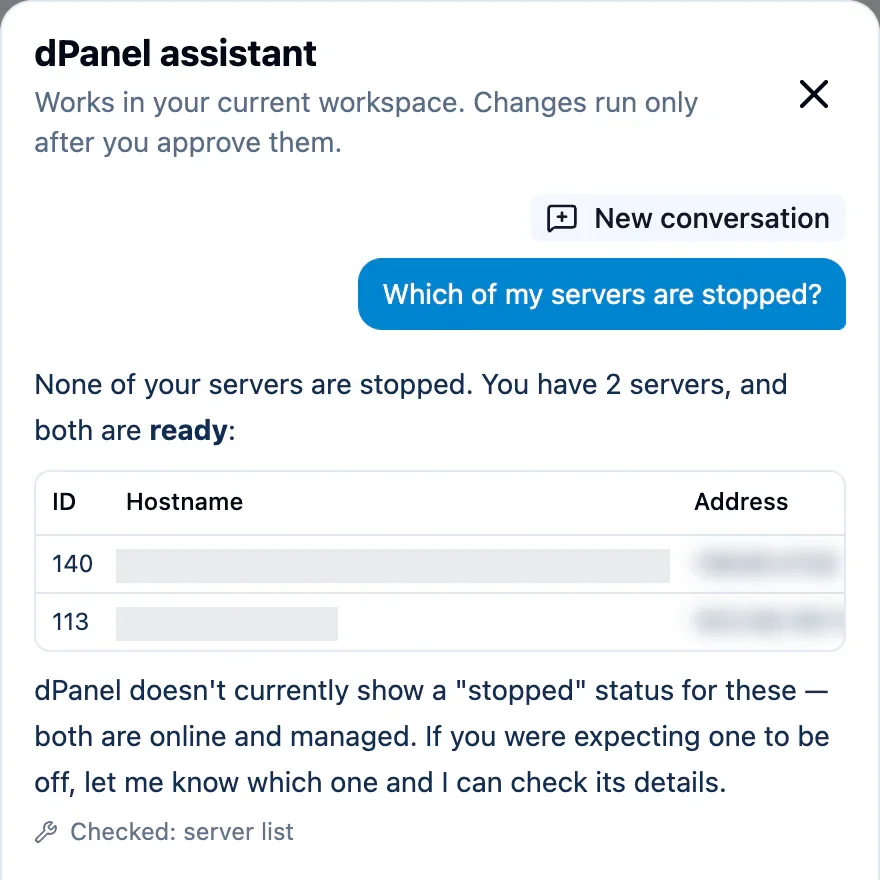 dPanel assistant
Works in your current workspace. Changes run only
after you approve them.
New conversation
Which of my servers are stopped?
None of your servers are stopped. You have 2 servers, and
both are ready:
ID Hostname Address
140
113
dPanel doesn't currently show a "stopped" status for these —
both are online and managed. If you were expecting one to be
off, let me know which one and I can check its details.
Checked: server list